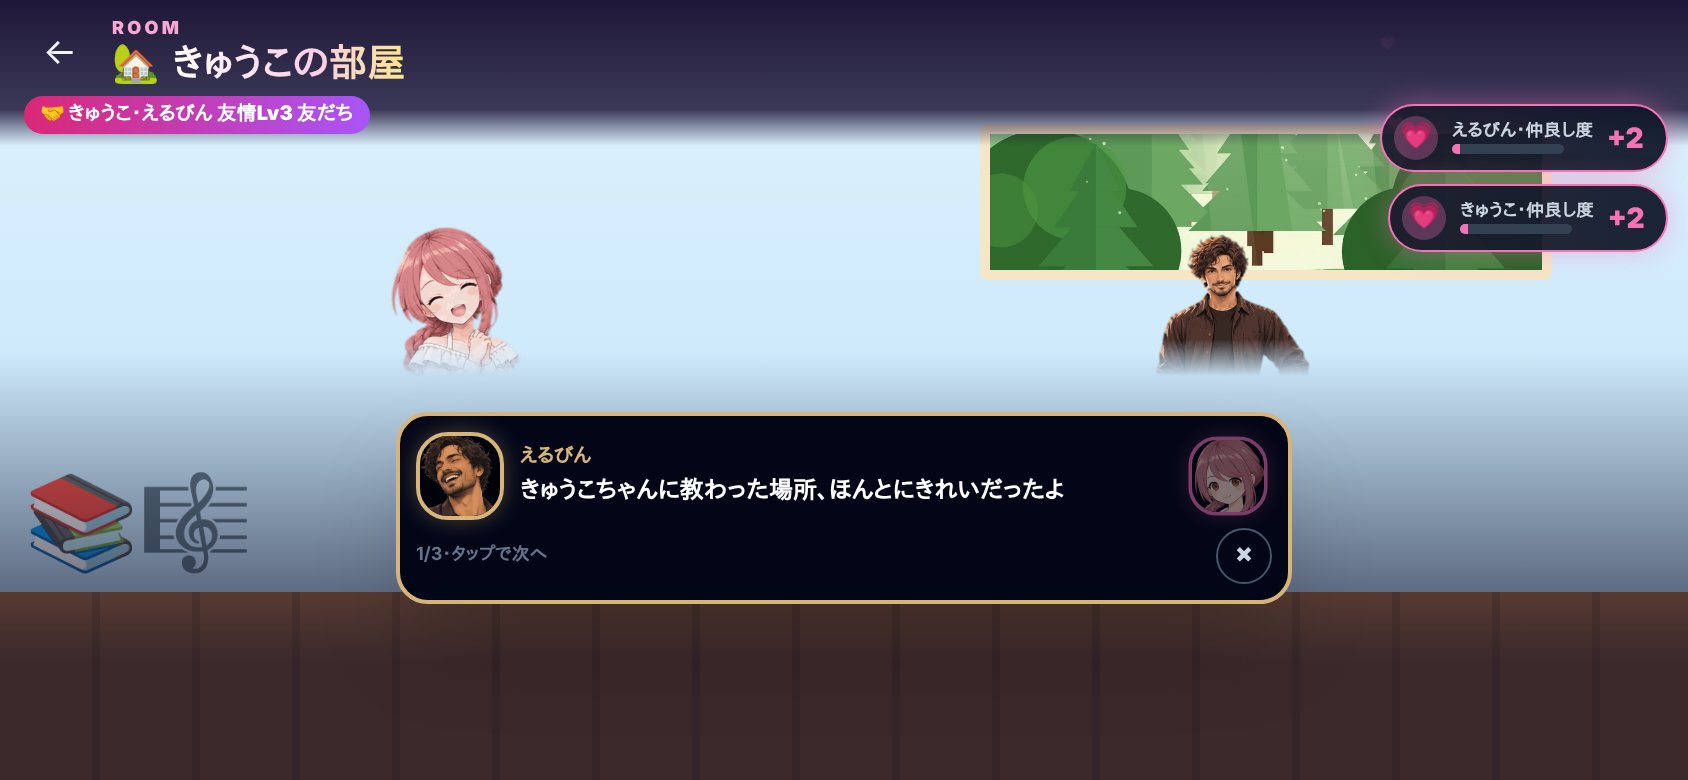 ROOM
🏡 きゅうこの部屋
🤝 きゅうこ・えるびん 友情Lv3 友だち
えるびん・仲良し度 +2
きゅうこ・仲良し度 +2
えるびん
きゅうこちゃんに教わった場所、ほんとにきれいだったよ
1/3・タップで次へ
✖